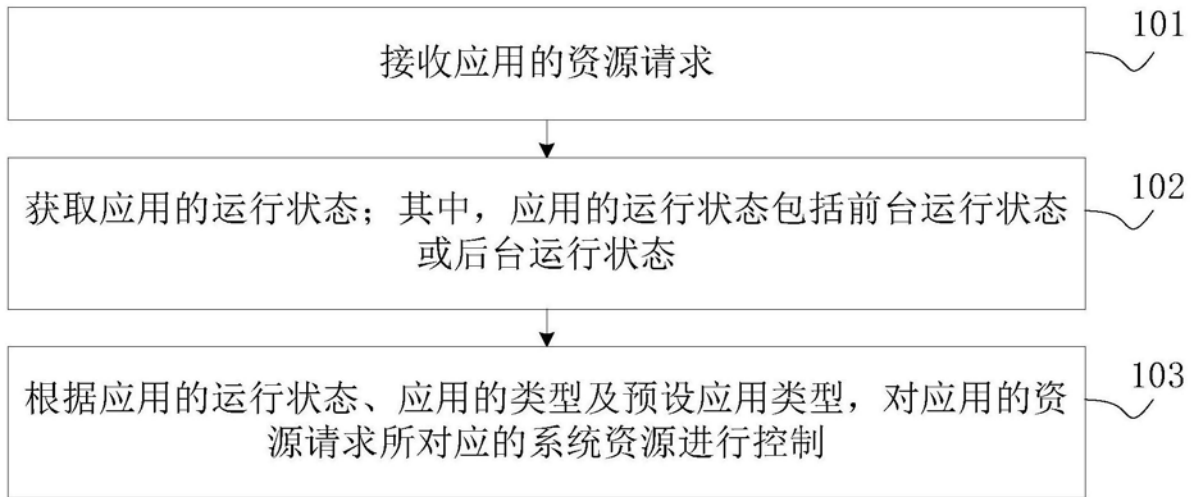 接收应用的资源请求
101
获取应用的运行状态；其中，应用的运行状态包括前台运行状态
或后台运行状态
102
根据应用的运行状态、应用的类型及预设应用类型，对应用的资
源请求所对应的系统资源进行控制
103